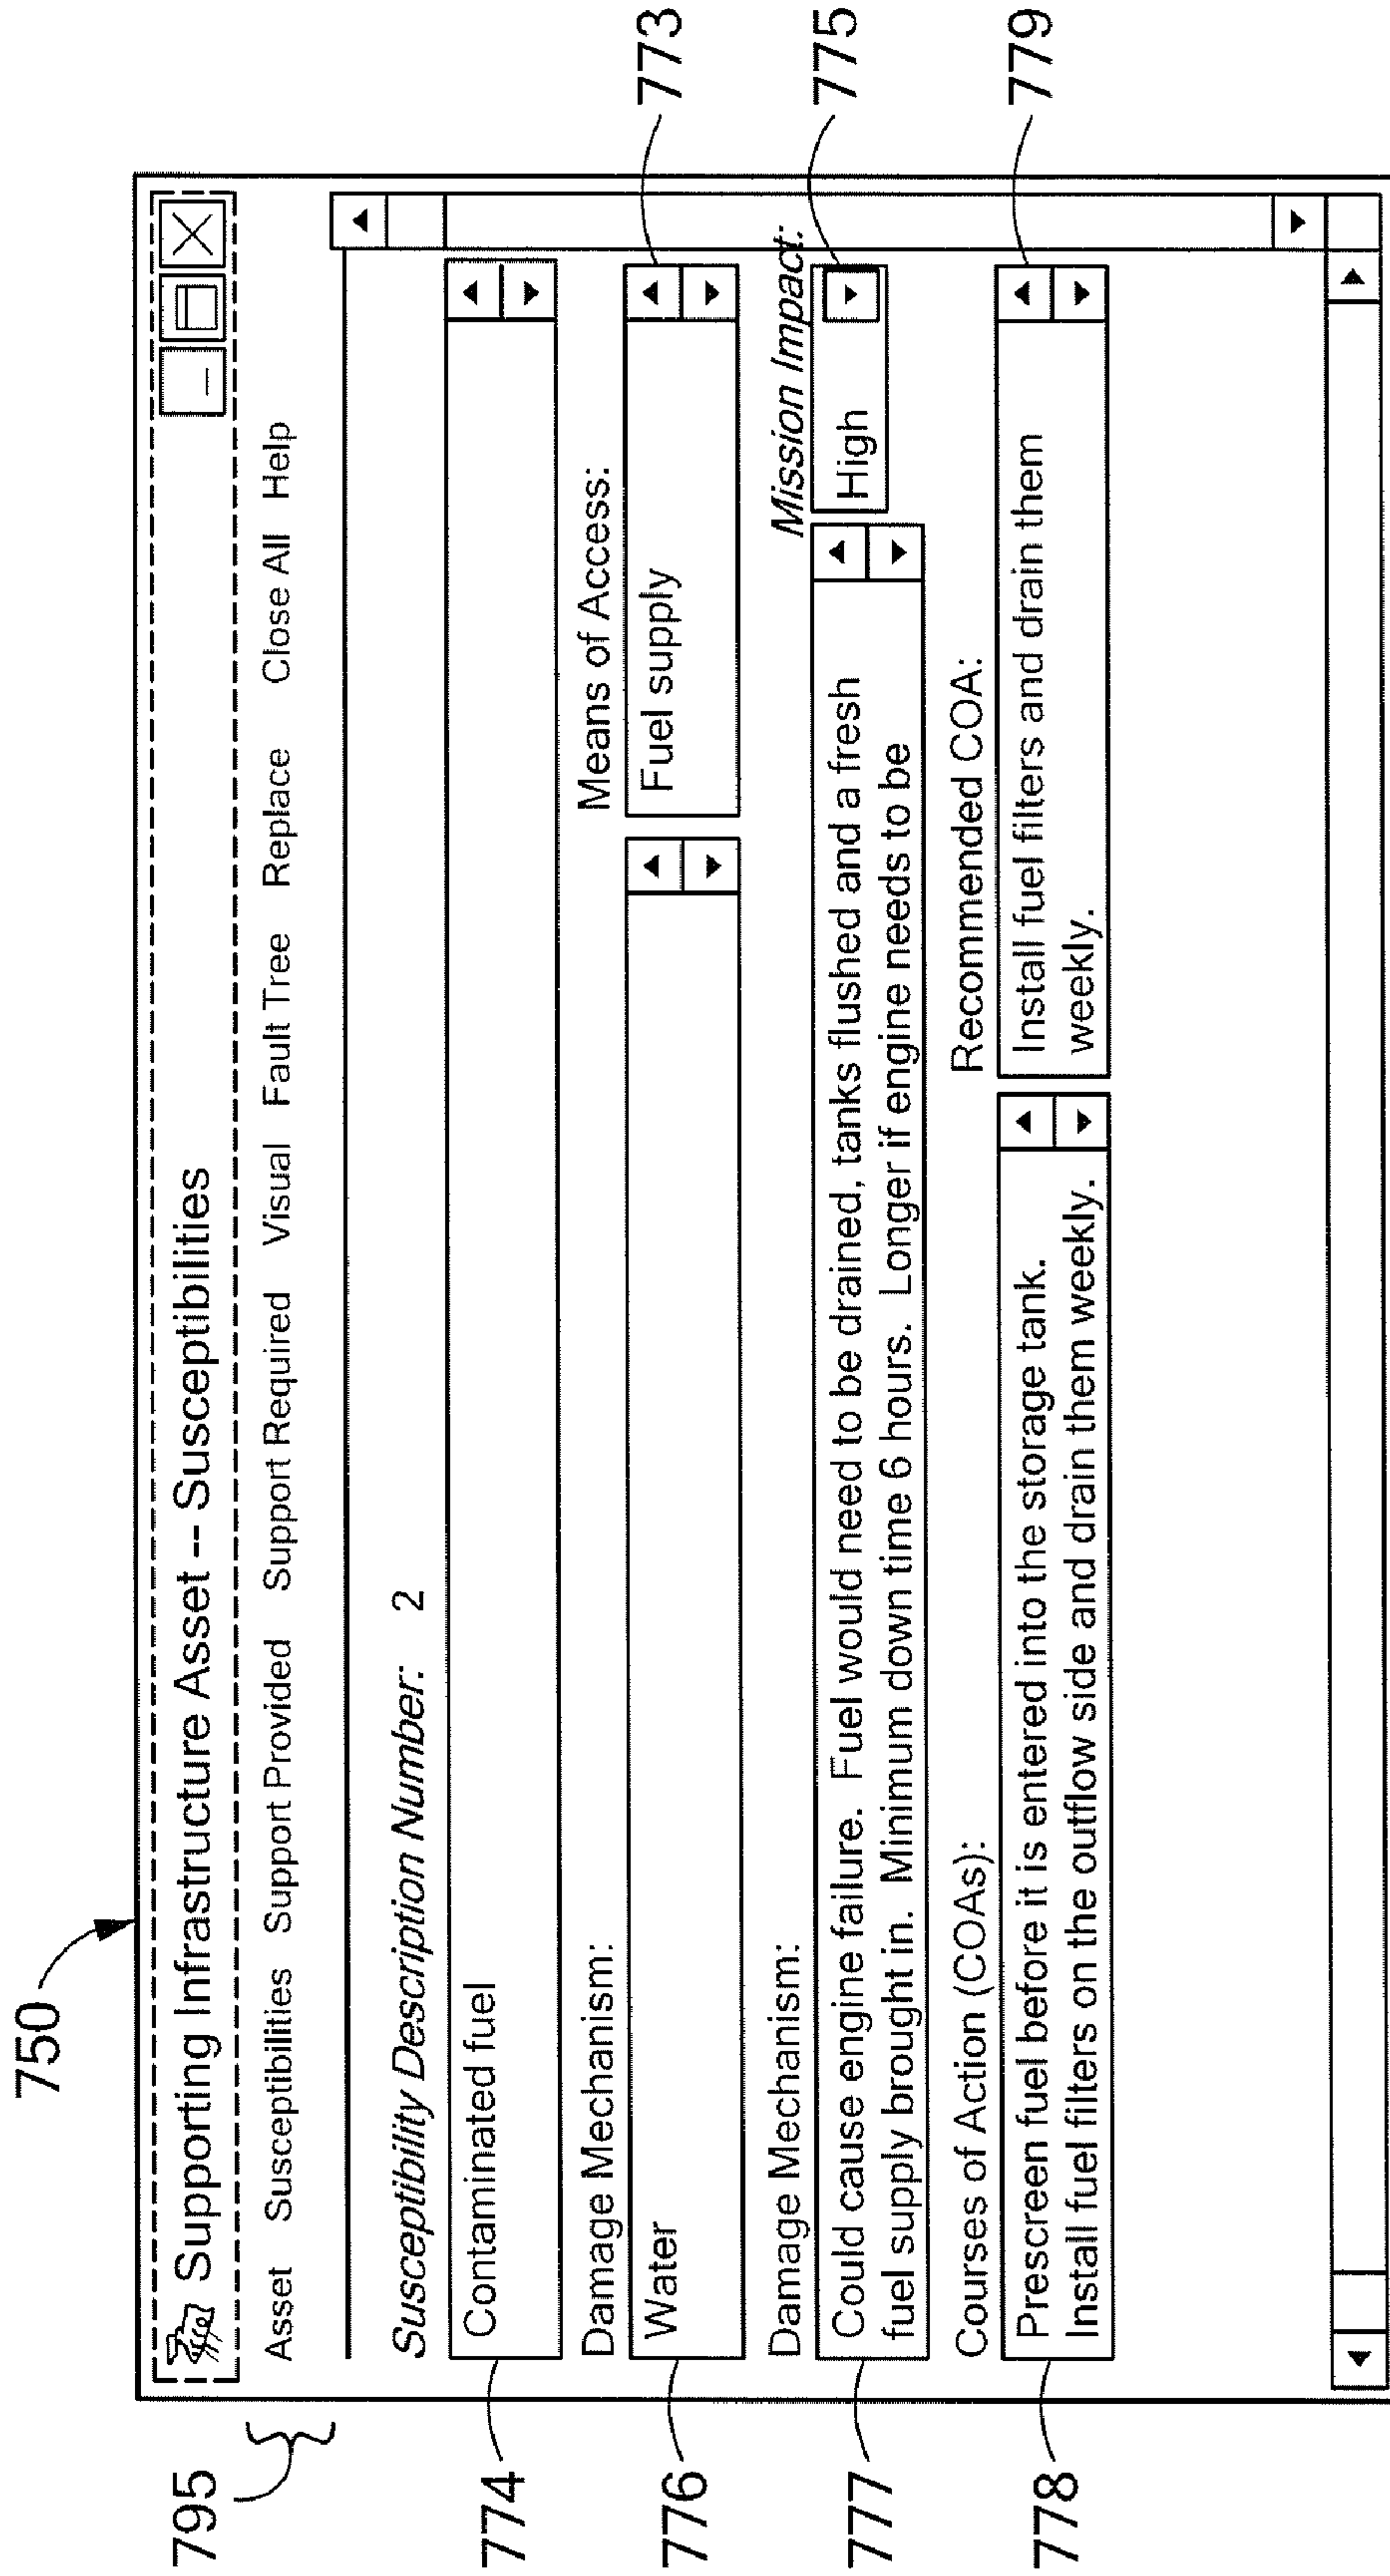 750
795
Supporting Infrastructure Asset -- Susceptibilities
Asset Susceptibilities Support Provided Support Required Visual Fault Tree Replace Close All Help
Susceptibility Description Number: 2
774
Contaminated fuel
Damage Mechanism:
Means of Access:
776
Water
Fuel supply
773
Damage Mechanism:
Mission Impact:
777
Could cause engine failure. Fuel would need to be drained, tanks flushed and a fresh
fuel supply brought in. Minimum down time 6 hours. Longer if engine needs to be
High
775
Courses of Action (COAs):
Recommended COA:
778
Prescreen fuel before it is entered into the storage tank.
Install fuel filters on the outflow side and drain them weekly.
Install fuel filters and drain them
weekly.
779